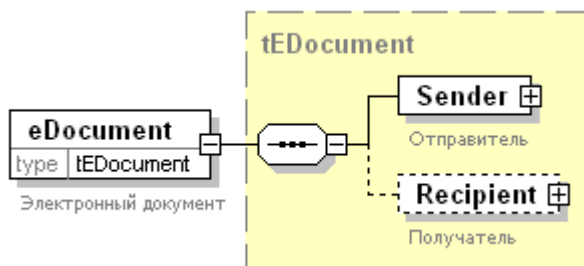 tEDocument
Sender
eDocument
Отправитель
type tEDocument
Recipient
Электронный документ
Получатель